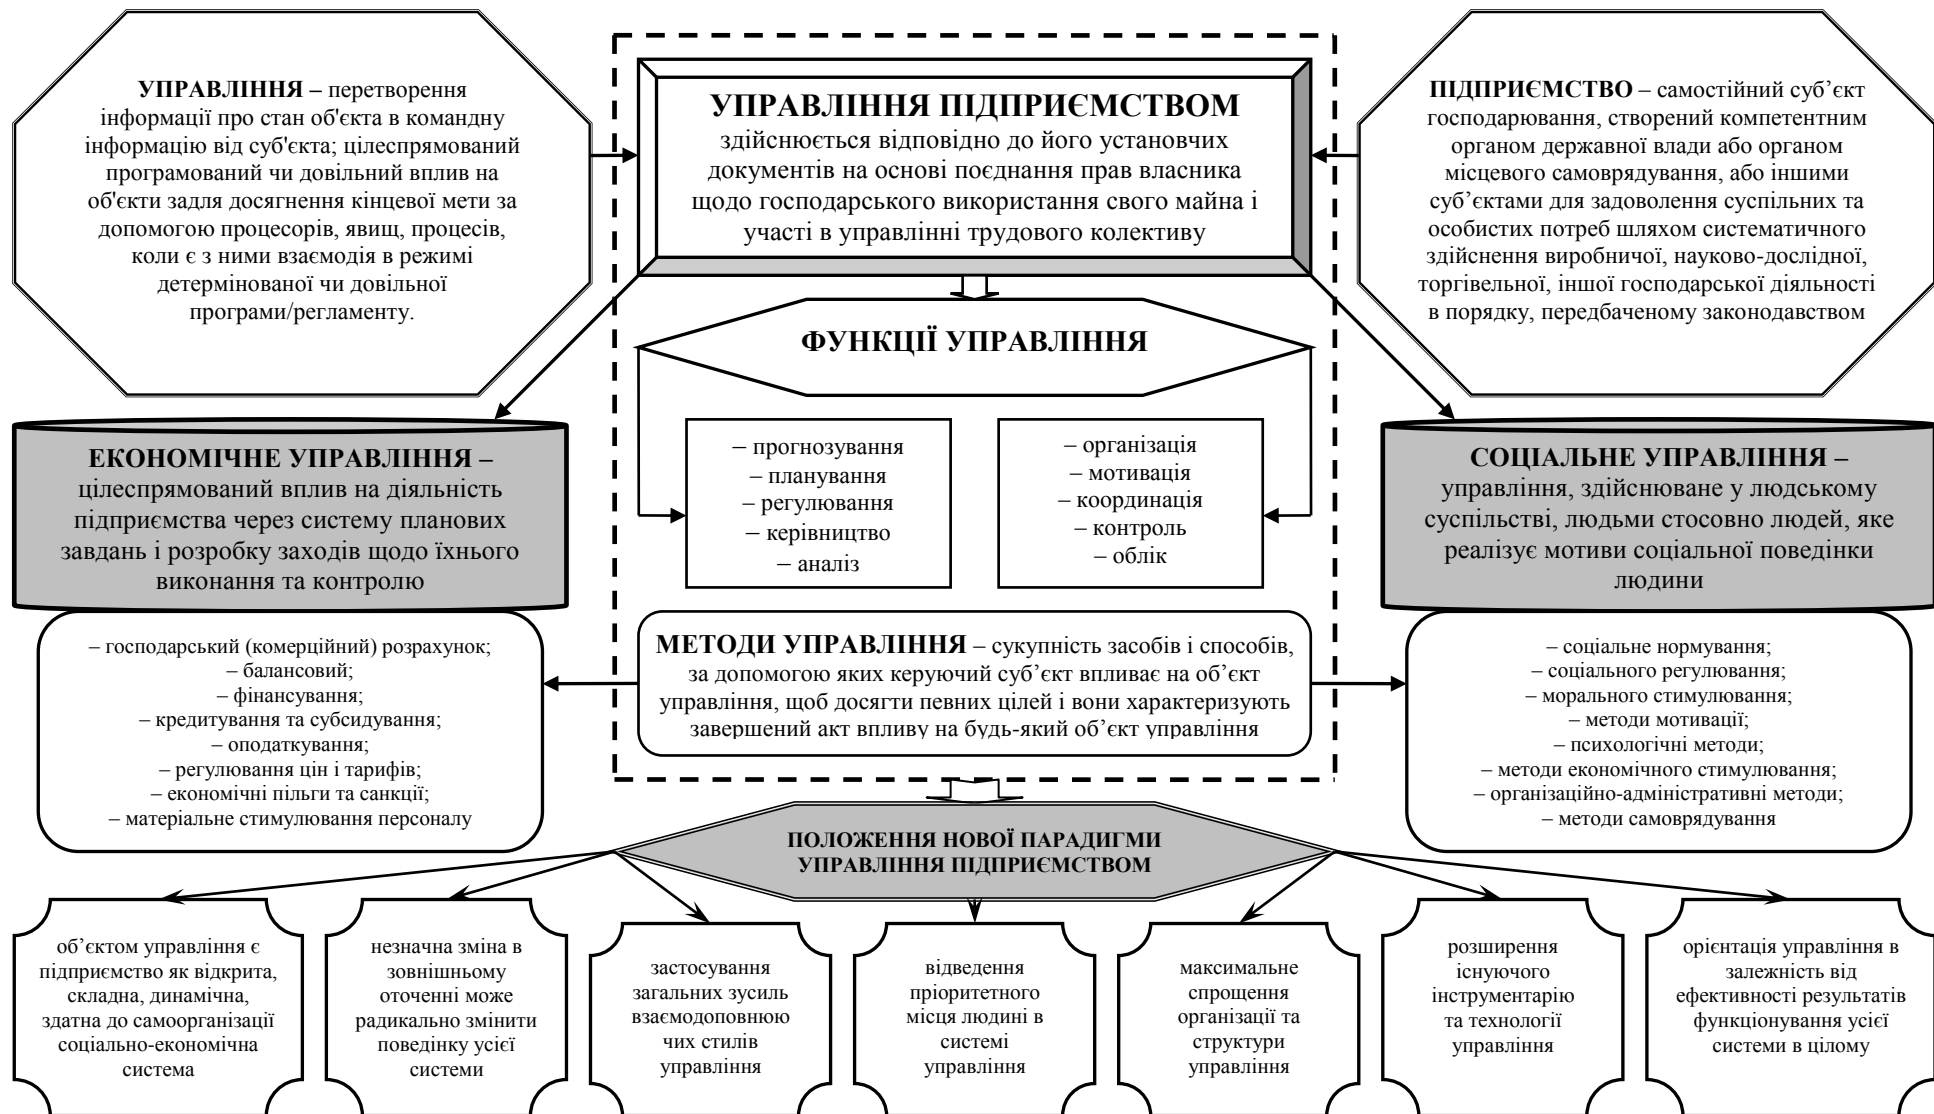 УПРАВЛІННЯ – перетворення
інформації про стан об'єкта в командну
інформацію від суб'єкта; цілеспрямований
програмований чи довільний вплив на
об'єкти задля досягнення кінцевої мети за
допомогою процесорів, явищ, процесів,
коли є з ними взаємодія в режимі
детермінованої чи довільної
програми/регламенту.
УПРАВЛІННЯ ПІДПРИЄМСТВОМ
здійснюється відповідно до його установчих
документів на основі поєднання прав власника
щодо господарського використання свого майна і
участі в управлінні трудового колективу
ПІДПРИЄМСТВО – самостійний суб’єкт
господарювання, створений компетентним
органом державної влади або органом
місцевого самоврядування, або іншими
суб’єктами для задоволення суспільних та
особистих потреб шляхом систематичного
здійснення виробничої, науково-дослідної,
торгівельної, іншої господарської діяльності
в порядку, передбаченому законодавством
ФУНКЦІЇ УПРАВЛІННЯ
– прогнозування
– планування
– регулювання
– керівництво
– аналіз
– організація
– мотивація
– координація
– контроль
– облік
ЕКОНОМІЧНЕ УПРАВЛІННЯ –
цілеспрямований вплив на діяльність
підприємства через систему планових
завдань і розробку заходів щодо їхнього
виконання та контролю
СОЦІАЛЬНЕ УПРАВЛІННЯ –
управління, здійснюване у людському
суспільстві, людьми стосовно людей, яке
реалізує мотиви соціальної поведінки
людини
– господарський (комерційний) розрахунок;
– балансовий;
– фінансування;
– кредитування та субсидування;
– оподаткування;
– регулювання цін і тарифів;
– економічні пільги та санкції;
– матеріальне стимулювання персоналу
МЕТОДИ УПРАВЛІННЯ – сукупність засобів і способів,
за допомогою яких керуючий суб’єкт впливає на об’єкт
управління, щоб досягти певних цілей і вони характеризують
завершений акт впливу на будь-який об’єкт управління
– соціальне нормування;
– соціального регулювання;
– морального стимулювання;
– методи мотивації;
– психологічні методи;
– методи економічного стимулювання;
– організаційно-адміністративні методи;
– методи самоврядування
ПОЛОЖЕННЯ НОВОЇ ПАРАДИГМИ
УПРАВЛІННЯ ПІДПРИЄМСТВОМ
об’єктом управління є
підприємство як відкрита,
складна, динамічна,
здатна до самоорганізації
соціально-економічна
система
незначна зміна в
зовнішньому
оточенні може
радикально змінити
поведінку усієї
системи
застосування
загальних зусиль
взаємодоповнюю
чих стилів
управління
відведення
пріоритетного
місця людині в
системі
управління
максимальне
спрощення
організації та
структури
управління
розширення
існуючого
інструментарію
та технології
управління
орієнтація управління в
залежність від
ефективності результатів
функціонування усієї
системи в цілому